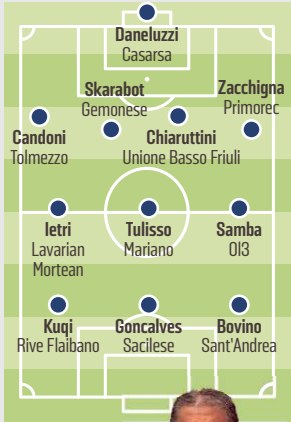 Daneluzzi
Casarsa
Skarabot
Gemonese
Zacchigna
Primorec
Candoni
Tolmezzo
Chiaruttini
Unione Basso Friuli
Ietri
Lavarian
Mortean
Tulisso
Mariano
Samba
Ol3
Kuqi
Rive Flaibano
Goncalves
Sacilese
Bovino
Sant'Andrea